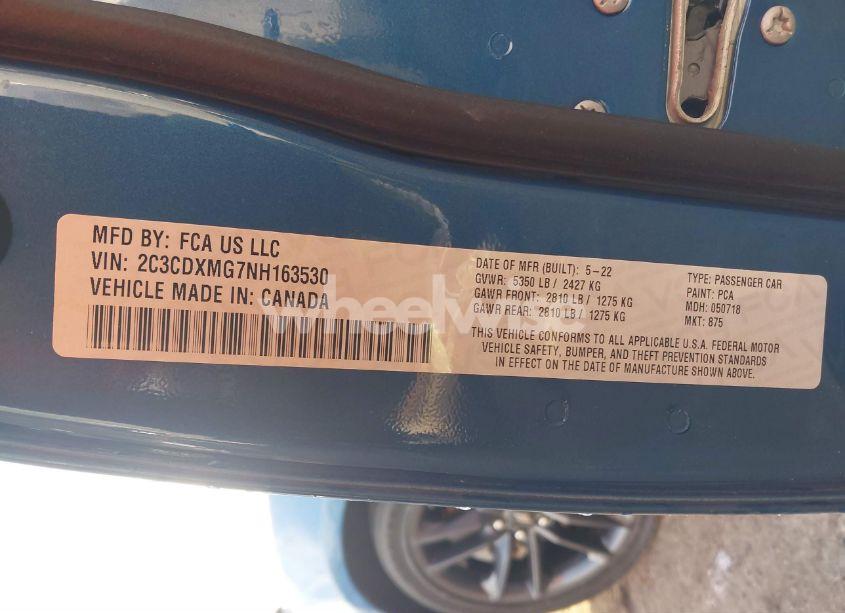 MFD BY: FCA US LLC
VIN: 2C3CDXMG7NH163530
VEHICLE MADE IN: CANADA
DATE OF MFR (BUILT): 5-22
GVWR: 5350 LB / 2427 KG
GAWR FRONT: 2810 LB / 1275 KG
GAWR REAR: 2810 LB / 1275 KG
TYPE: PASSENGER CAR
PAINT: PCA
MDH: 050718
MKT: 875
THIS VEHICLE CONFORMS TO ALL APPLICABLE U.S.A. FEDERAL MOTOR
VEHICLE SAFETY, BUMPER, AND THEFT PREVENTION STANDARDS
IN EFFECT ON THE DATE OF MANUFACTURE SHOWN ABOVE.